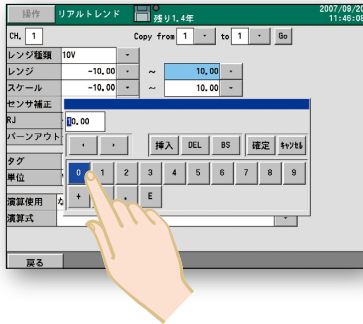 操作 リアルトレンド 残り1.4年 2007/09/20
11:46:08
CH. 1 Copy from 1 to 1 Go
レンジ種類 10V
レンジ -10.00 ～ 10.00
スケール -10.00 ～ 10.00
センサ補正
RJ
バーンアウト
10.00
挿入 DEL BS 確定 キャンセル
タグ
単位
0 1 2 3 4 5 6 7 8 9
+ . E
演算使用
演算式
戻る